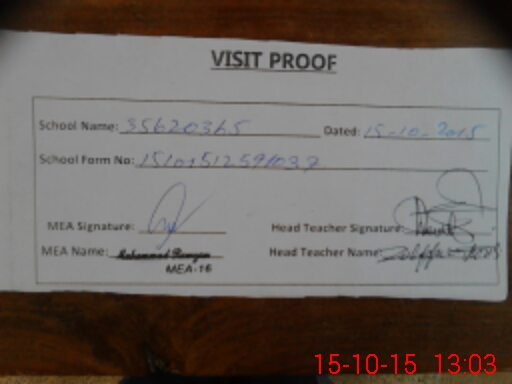 VISIT PROOF
School Name: 35620365 Dated: 15-10-2015
School Form No:
MEA Signature: Head Teacher Signature:
MEA Name: Muhammad Head Teacher Name
MEA-16
15-10-15 13:03